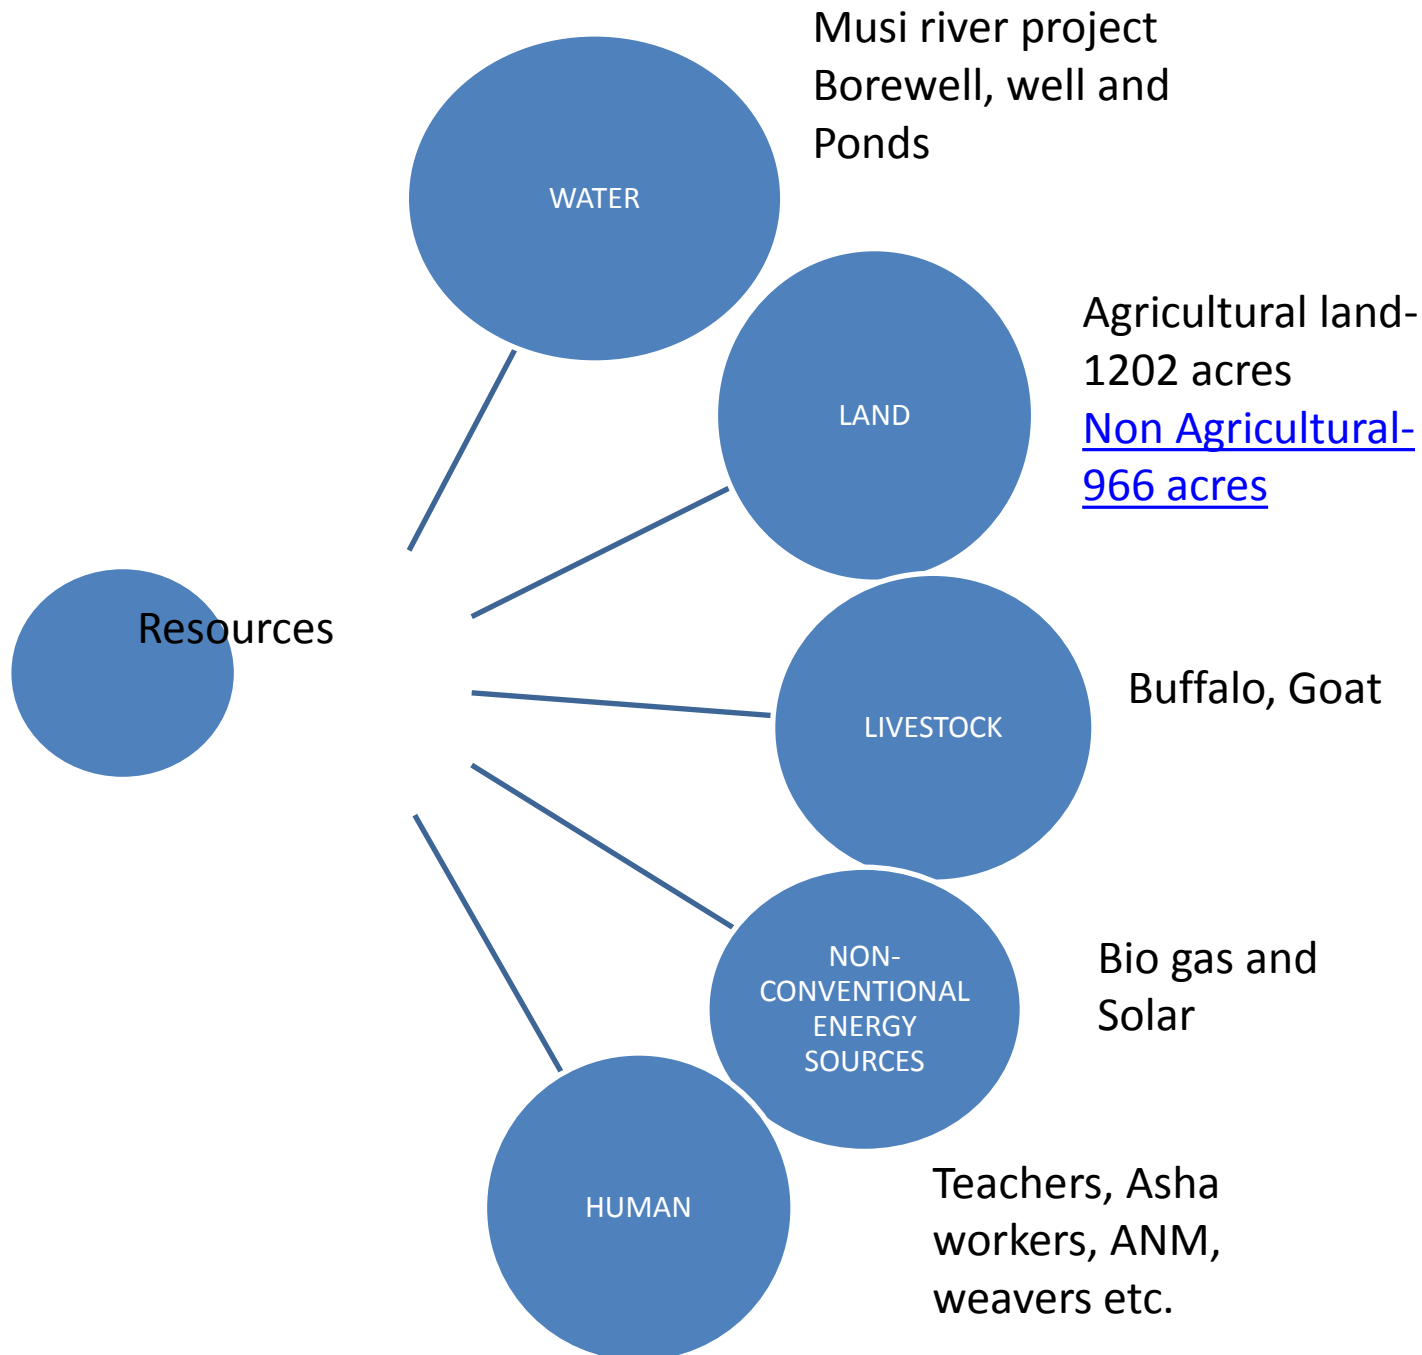 Musi river project
Borewell, well and
Ponds
WATER
Agricultural land-
1202 acres
Non Agricultural-
966 acres
LAND
Resources
Buffalo, Goat
LIVESTOCK
NON-
CONVENTIONAL
ENERGY
SOURCES
Bio gas and
Solar
HUMAN
Teachers, Asha
workers, ANM,
weavers etc.